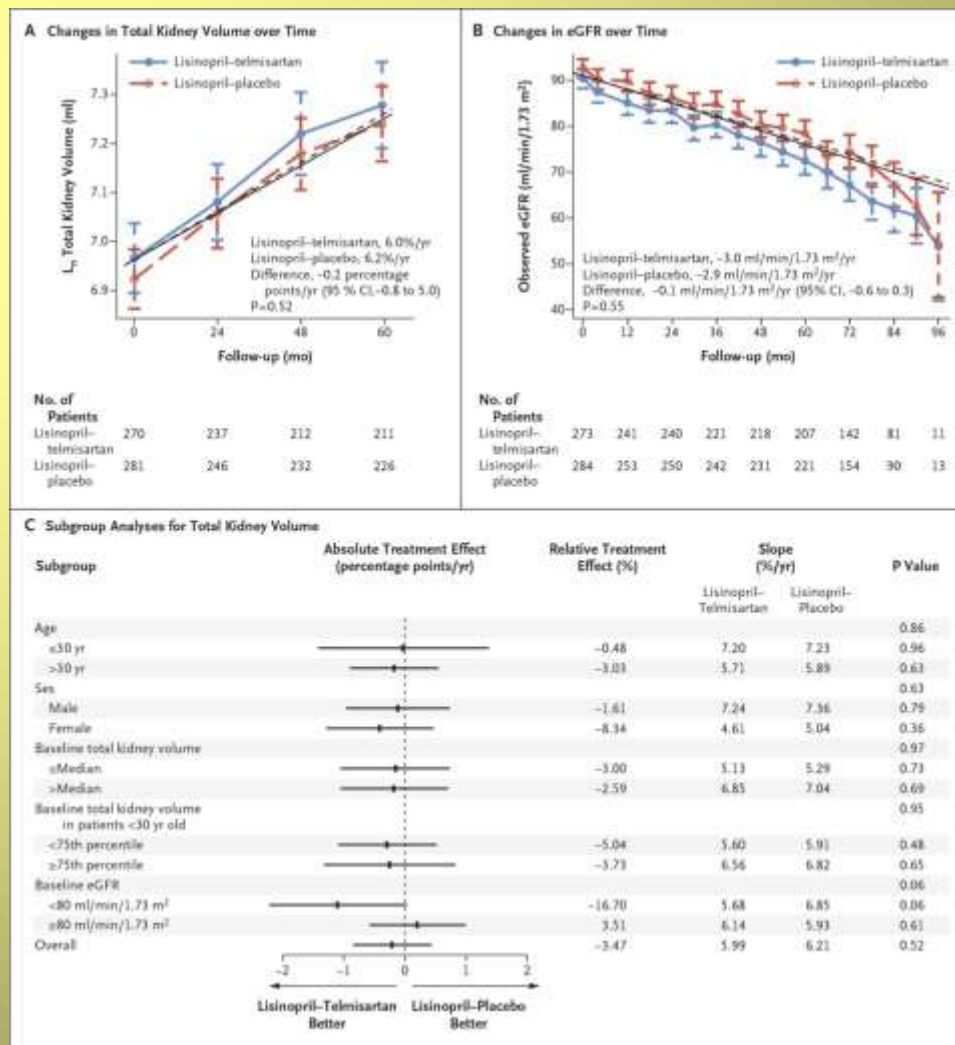 A Changes in Total Kidney Volume over Time
Lisinopril–telmisartan
Lisinopril–placebo
Ln Total Kidney Volume (ml)
7.3
7.2
7.1
7.0
6.9
Lisinopril–telmisartan, 6.0%/yr
Lisinopril–placebo, 6.2%/yr
Difference, –0.2 percentage
points/yr (95 % CI,–0.8 to 5.0)
P=0.52
0 24 48 60
Follow-up (mo)
No. of
Patients
Lisinopril–
telmisartan
270 237 212 211
Lisinopril–
placebo
281 246 232 226
B Changes in eGFR over Time
Lisinopril–telmisartan
Lisinopril–placebo
Observed eGFR (ml/min/1.73 m²)
90
80
70
60
50
40
Lisinopril–telmisartan, –3.0 ml/min/1.73 m²/yr
Lisinopril–placebo, –2.9 ml/min/1.73 m²/yr
Difference, –0.1 ml/min/1.73 m²/yr (95% CI, –0.6 to 0.3)
P=0.55
0 12 24 36 48 60 72 84 96
Follow-up (mo)
No. of
Patients
Lisinopril–
telmisartan
273 241 240 221 218 207 142 81 11
Lisinopril–
placebo
284 253 250 242 231 221 154 90 13
C Subgroup Analyses for Total Kidney Volume
Subgroup
Absolute Treatment Effect
(percentage points/yr)
Relative Treatment
Effect (%)
Slope
(%/yr)
P Value
Lisinopril–
Telmisartan
Lisinopril–
Placebo
Age 0.86
≤30 yr –0.48 7.20 7.23 0.96
>30 yr –3.03 5.71 5.89 0.63
Sex 0.63
Male –1.61 7.24 7.36 0.79
Female –8.34 4.61 5.04 0.36
Baseline total kidney volume 0.97
≤Median –3.00 5.13 5.29 0.73
>Median –2.59 6.85 7.04 0.69
Baseline total kidney volume 0.95
in patients <30 yr old
<75th percentile –5.04 5.60 5.91 0.48
≥75th percentile –3.73 6.56 6.82 0.65
Baseline eGFR 0.06
<80 ml/min/1.73 m² –16.70 5.68 6.85 0.06
≥80 ml/min/1.73 m² 3.51 6.14 5.93 0.61
Overall –3.47 5.99 6.21 0.52
–2 –1 0 1 2
Lisinopril–Telmisartan
Better
Lisinopril–Placebo
Better